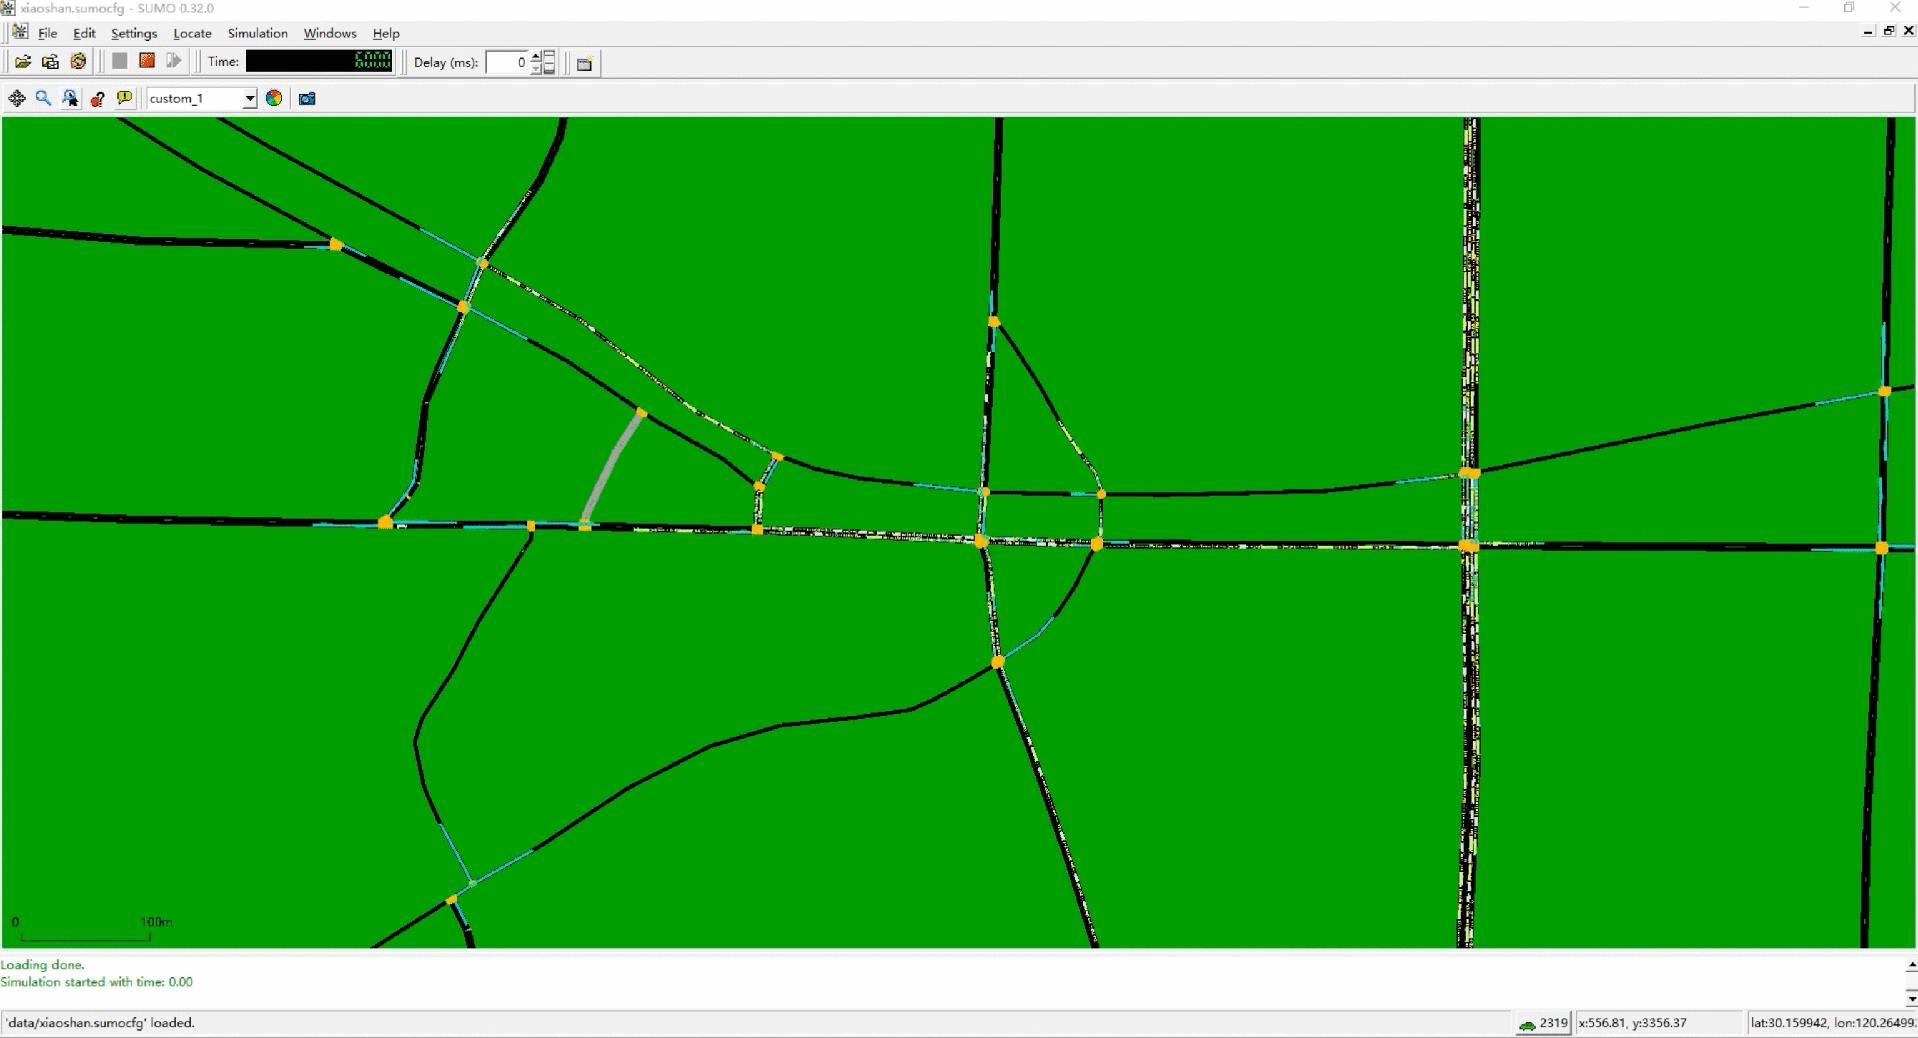 xiaoshan.sumocfg - SUMO 0.32.0
File Edit Settings Locate Simulation Windows Help
Time: 6000 Delay (ms): 0
custom_1
0 100m
Loading done.
Simulation started with time: 0.00
'data/xiaoshan.sumocfg' loaded. 2319 x:556.81, y:3356.37 lat:30.159942, lon:120.26499